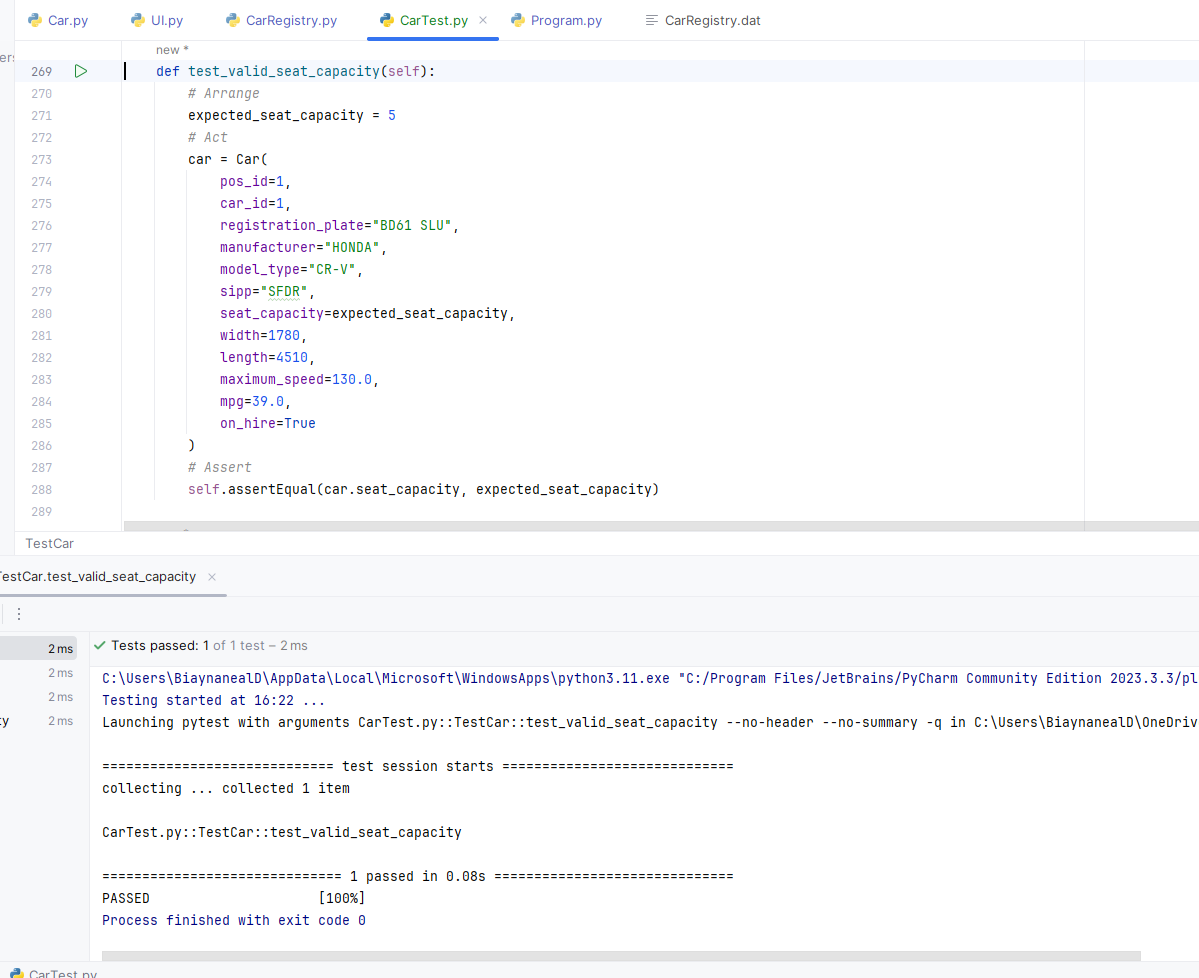 Car.py UI.py CarRegistry.py CarTest.py × Program.py CarRegistry.dat
new *
269 def test_valid_seat_capacity(self):
270 # Arrange
271 expected_seat_capacity = 5
272 # Act
273 car = Car(
274 pos_id=1,
275 car_id=1,
276 registration_plate="BD61 SLU",
277 manufacturer="HONDA",
278 model_type="CR-V",
279 sipp="SFDR",
280 seat_capacity=expected_seat_capacity,
281 width=1780,
282 length=4510,
283 maximum_speed=130.0,
284 mpg=39.0,
285 on_hire=True
286 )
287 # Assert
288 self.assertEqual(car.seat_capacity, expected_seat_capacity)
289
TestCar
TestCar.test_valid_seat_capacity ×
2 ms
2 ms
2 ms
2 ms
Tests passed: 1 of 1 test – 2 ms
C:\Users\BiaynanealD\AppData\Local\Microsoft\WindowsApps\python3.11.exe "C:/Program Files/JetBrains/PyCharm Community Edition 2023.3.3/pl
Testing started at 16:22 ...
Launching pytest with arguments CarTest.py::TestCar::test_valid_seat_capacity --no-header --no-summary -q in C:\Users\BiaynanealD\OneDriv
============================= test session starts =============================
collecting ... collected 1 item
CarTest.py::TestCar::test_valid_seat_capacity
============================== 1 passed in 0.08s ==============================
PASSED [100%]
Process finished with exit code 0
CarTest.py